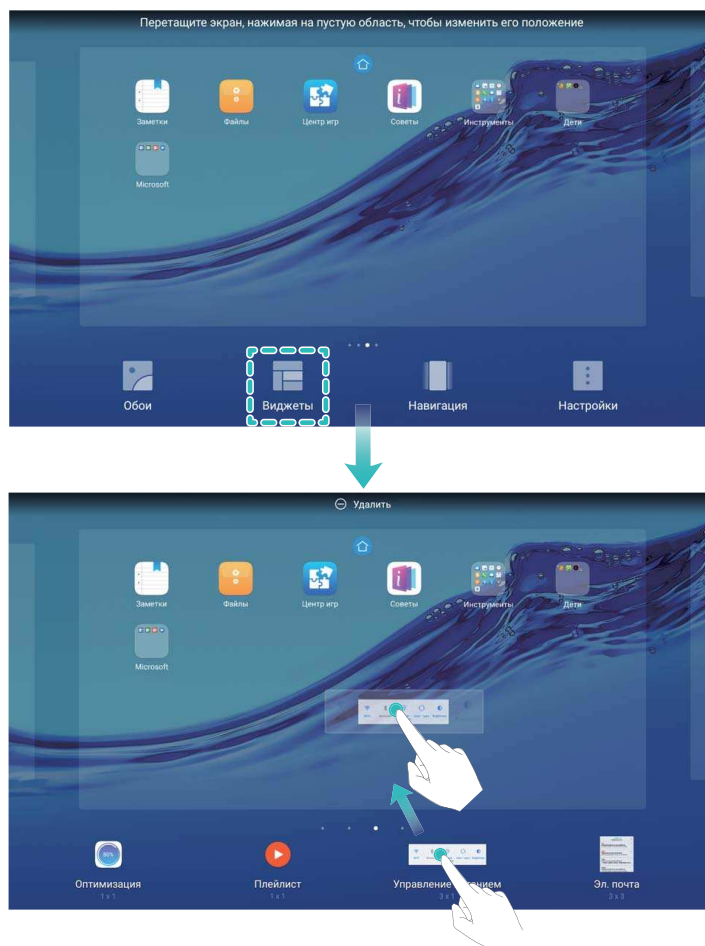 Перетащите экран, нажимая на пустую область, чтобы изменить его положение
Заметки Файлы Центр игр Советы Инструменты Дети
Microsoft
Обои Виджеты Навигация Настройки
Удалить
Заметки Файлы Центр игр Советы Инструменты Дети
Microsoft
80%
Оптимизация Плейлист Управление Эл. почта
1 x 1 1 x 1 3 x 1 3 x 3